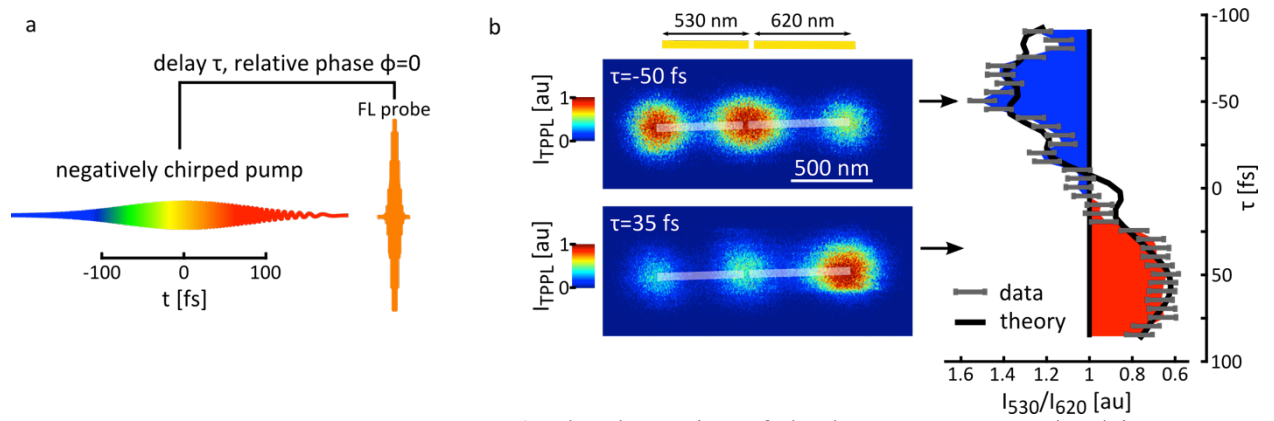 a
delay τ, relative phase ϕ=0
FL probe
negatively chirped pump
-100 0 100
t [fs]
b
530 nm 620 nm
τ=-50 fs
1
0
I_TPPL [au]
500 nm
τ=35 fs
1
0
I_TPPL [au]
-100
-50
0
50
100
τ [fs]
data
theory
1.6 1.4 1.2 1 0.8 0.6
I530/I620 [au]